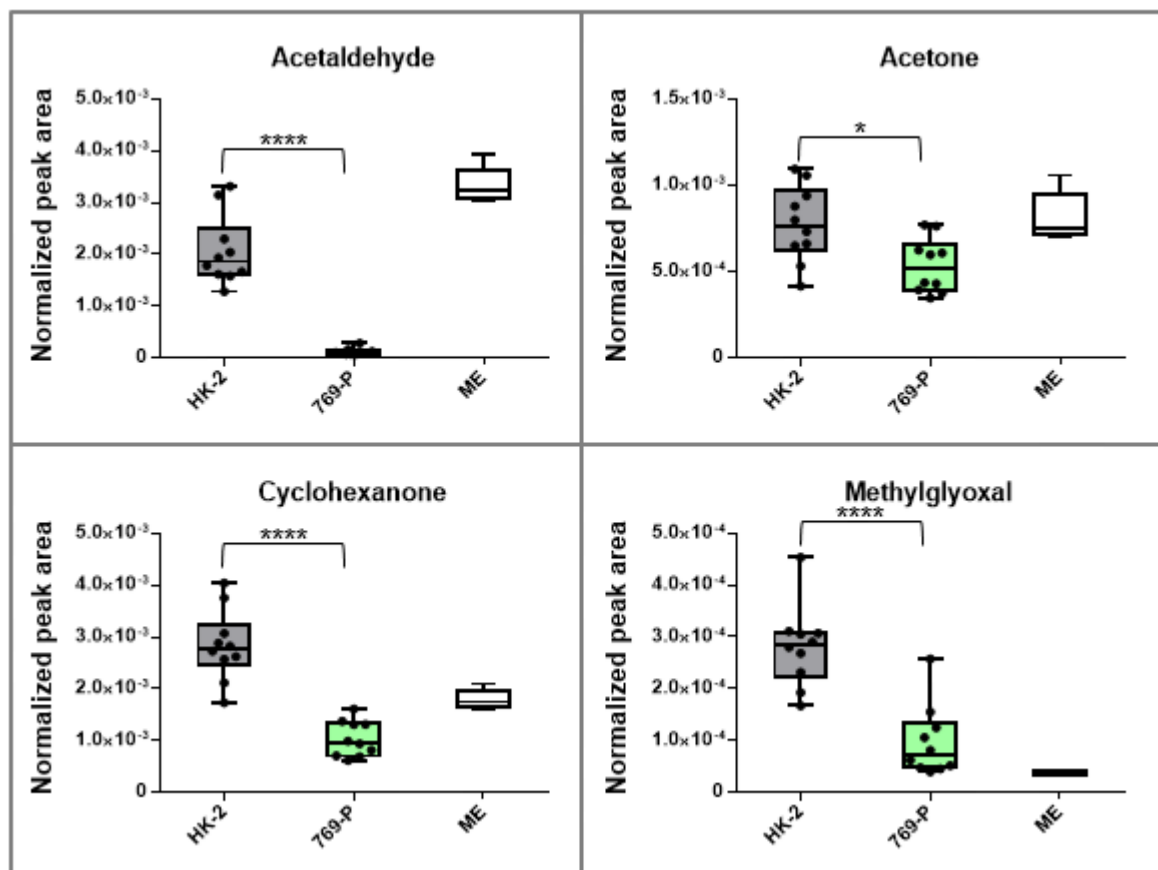 Acetaldehyde
Normalized peak area
5.0×10⁻³
4.0×10⁻³
3.0×10⁻³
2.0×10⁻³
1.0×10⁻³
0
****
HK-2
769-P
ME
Acetone
Normalized peak area
1.5×10⁻³
1.0×10⁻³
5.0×10⁻⁴
0
*
HK-2
769-P
ME
Cyclohexanone
Normalized peak area
5.0×10⁻³
4.0×10⁻³
3.0×10⁻³
2.0×10⁻³
1.0×10⁻³
0
****
HK-2
769-P
ME
Methylglyoxal
Normalized peak area
5.0×10⁻⁴
4.0×10⁻⁴
3.0×10⁻⁴
2.0×10⁻⁴
1.0×10⁻⁴
0
****
HK-2
769-P
ME